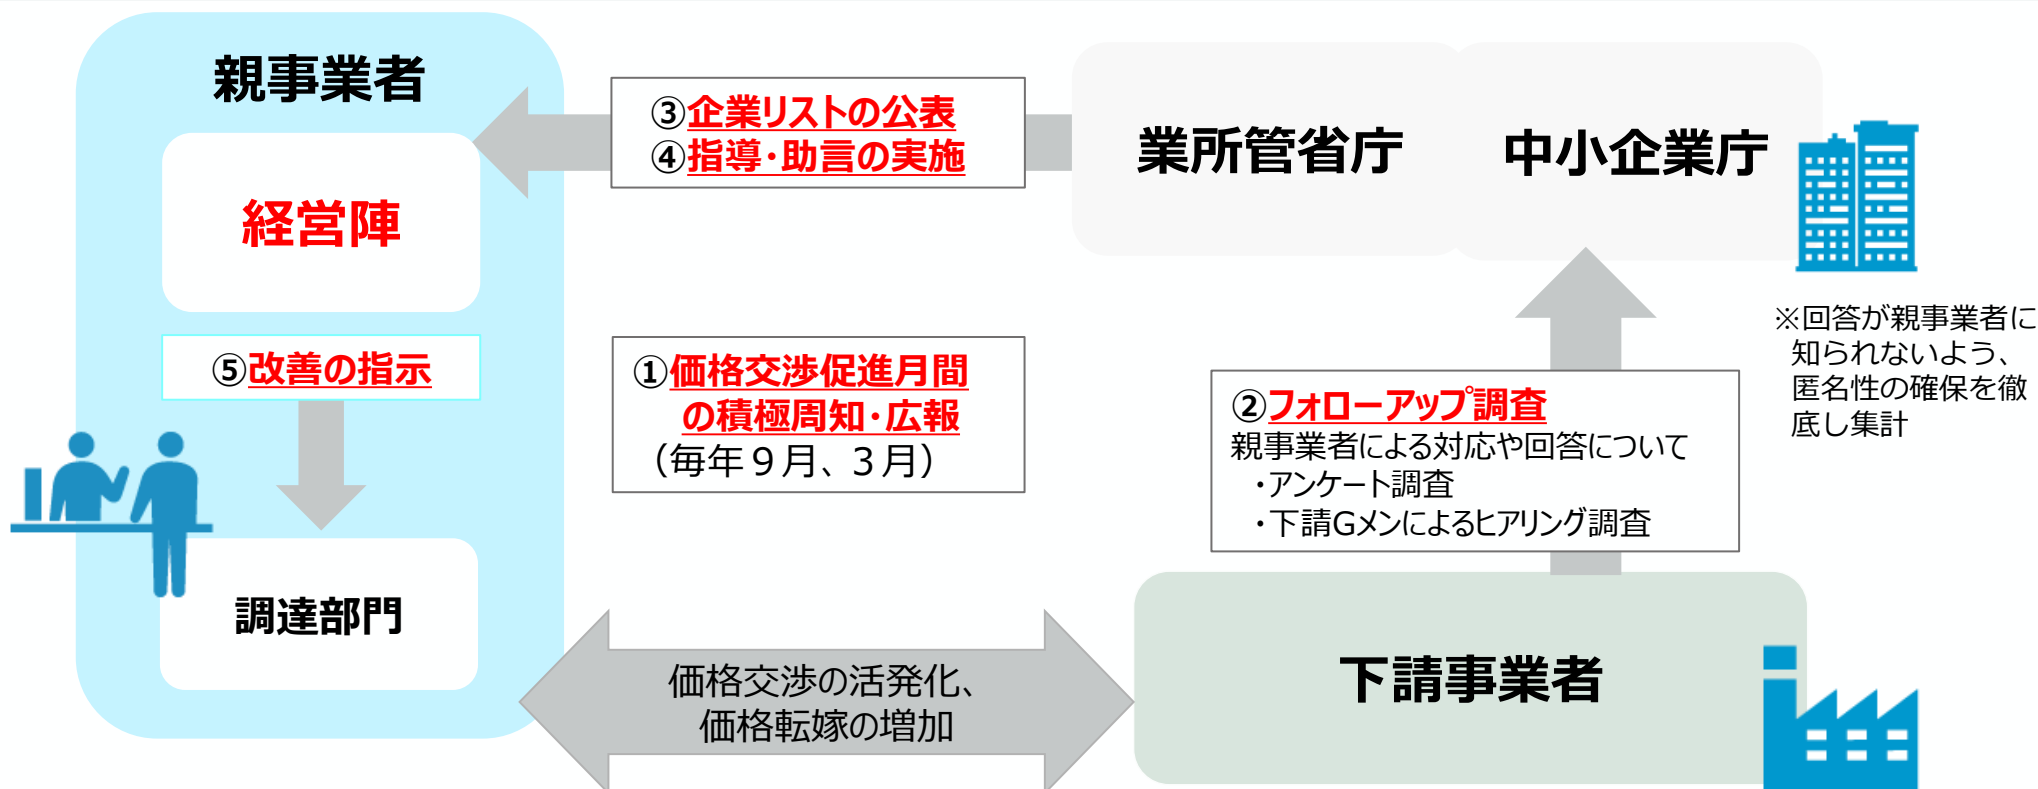 親事業者
経営陣
⑤改善の指示
調達部門
③企業リストの公表
④指導・助言の実施
業所管省庁
中小企業庁
①価格交渉促進月間
の積極周知・広報
（毎年９月、３月）
②フォローアップ調査
親事業者による対応や回答について
・アンケート調査
・下請Gメンによるヒアリング調査
※回答が親事業者に
知られないよう、
匿名性の確保を徹
底し集計
価格交渉の活発化、
価格転嫁の増加
下請事業者